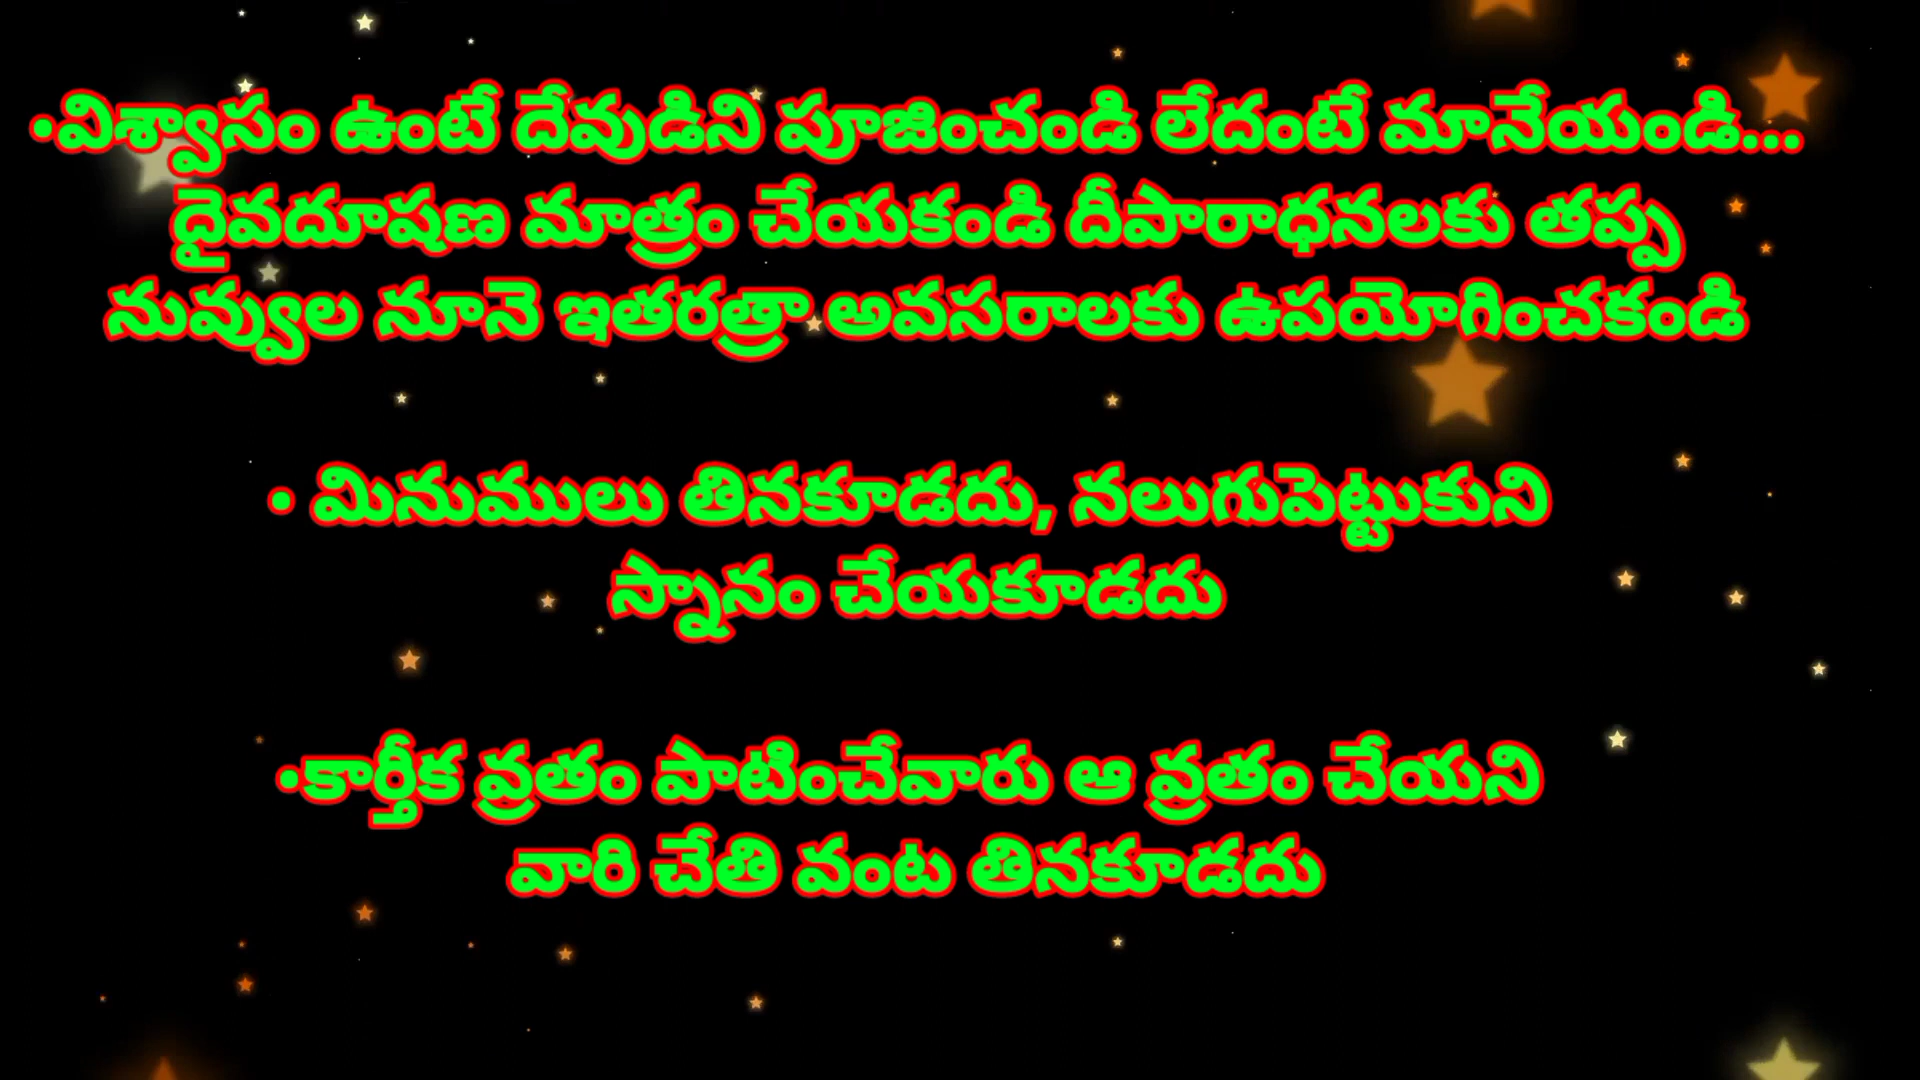 •విశ్వాసం ఉంటే దేవుడిని పూజించండి లేదంటే మానేయండి...
దైవదూషణ మాత్రం చేయకండి దీపారాధనలకు తప్ప
నువ్వుల నూనె ఇతరత్రా అవసరాలకు ఉపయోగించకండి
• మినుములు తినకూడదు, నలుగుపెట్టుకుని
స్నానం చేయకూడదు
•కార్తీక వ్రతం పాటించేవారు ఆ వ్రతం చేయని
వారి చేతి వంట తినకూడదు